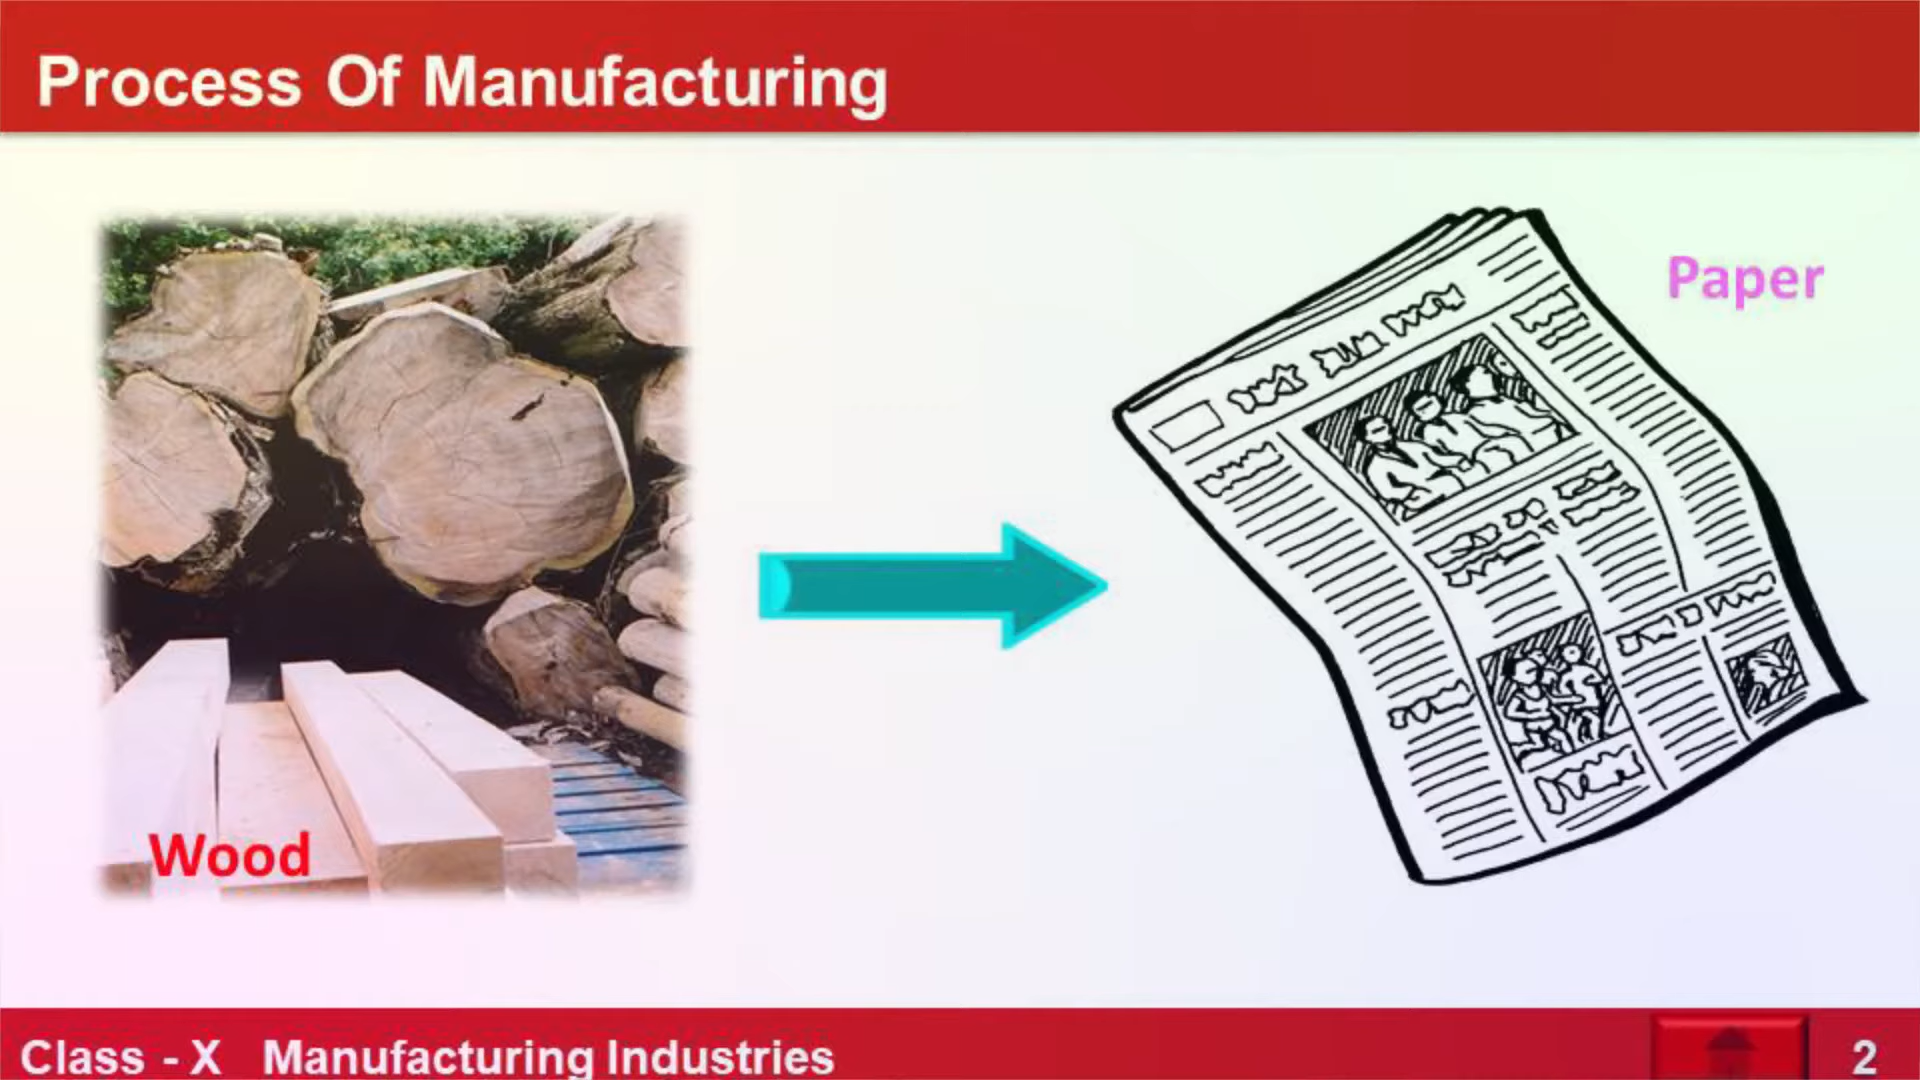 Process Of Manufacturing
Paper
Wood
Class - X Manufacturing Industries
2